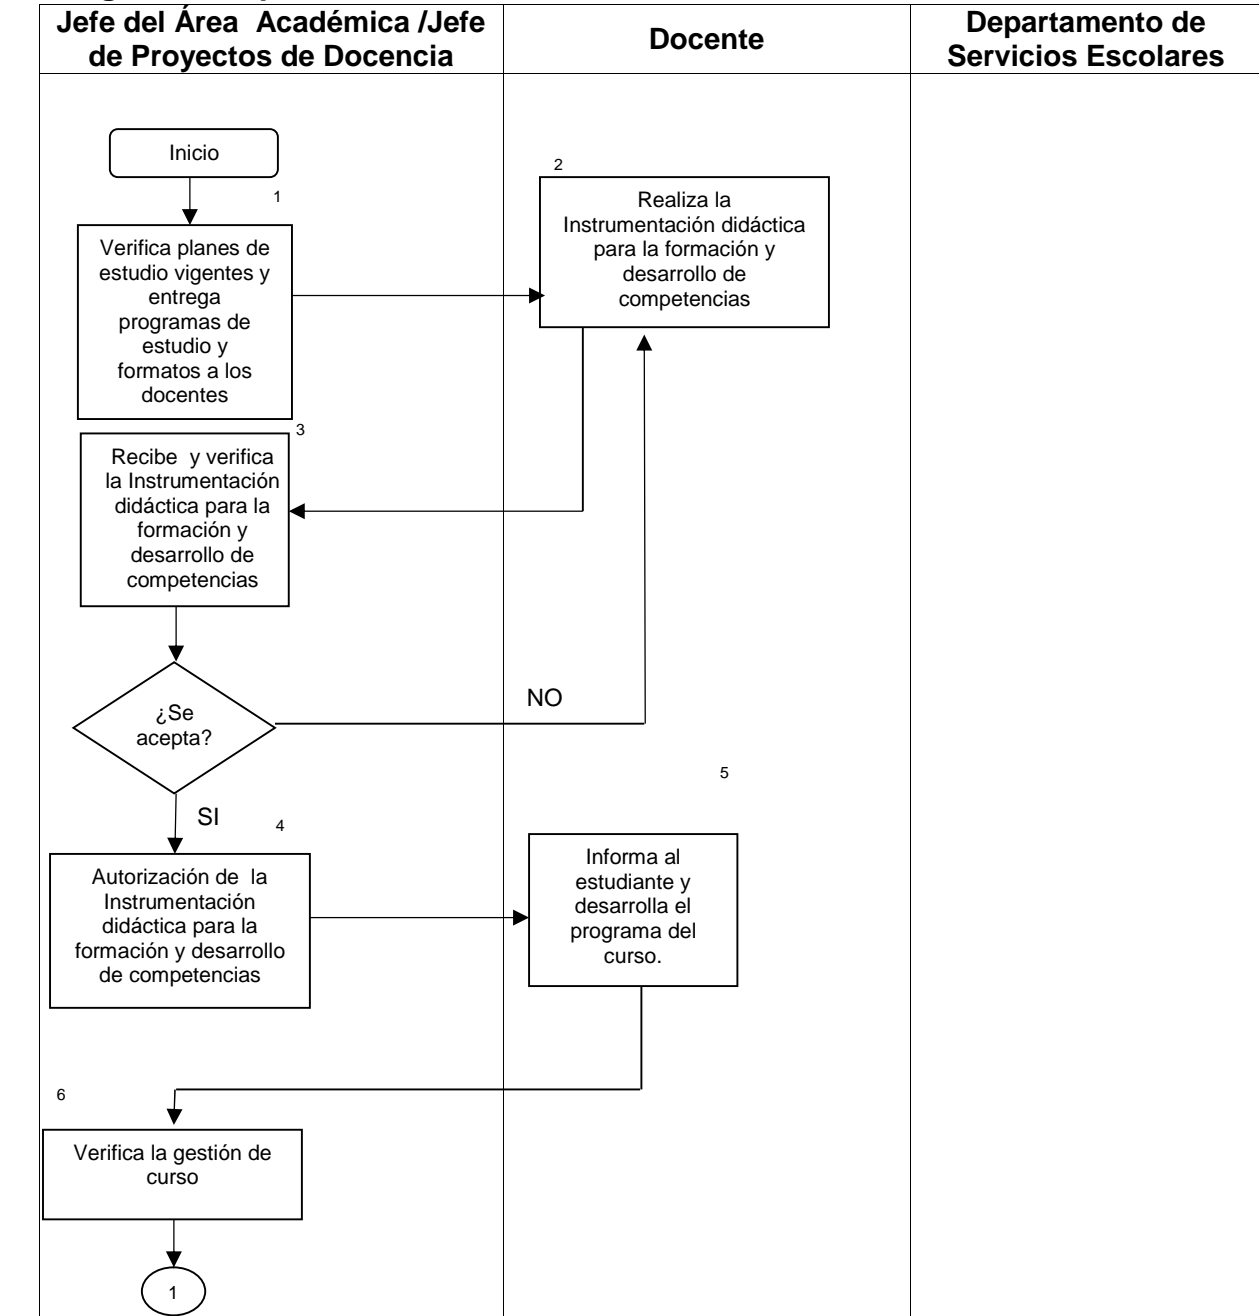 Jefe del Área  Académica /Jefe
de Proyectos de Docencia
Docente
Departamento de
Servicios Escolares
Inicio
1
Verifica planes de
estudio vigentes y
entrega
programas de
estudio y
formatos a los
docentes
2
Realiza la
Instrumentación didáctica
para la formación y
desarrollo de
competencias
3
Recibe  y verifica
la Instrumentación
didáctica para la
formación y
desarrollo de
competencias
¿Se
acepta?
NO
SI
4
Autorización de  la
Instrumentación
didáctica para la
formación y desarrollo
de competencias
5
Informa al
estudiante y
desarrolla el
programa del
curso.
6
Verifica la gestión de
curso
1